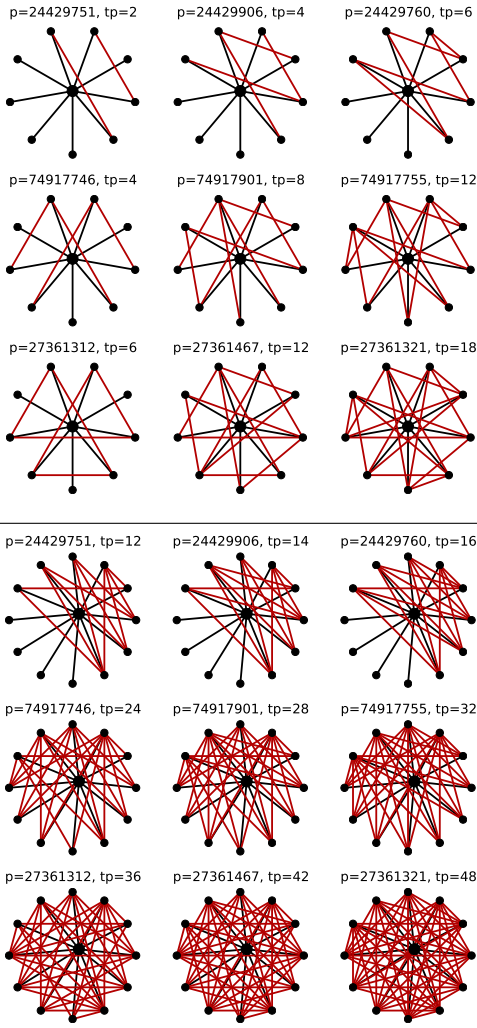 p=24429751, tp=2 p=24429906, tp=4 p=24429760, tp=6
p=74917746, tp=4 p=74917901, tp=8 p=74917755, tp=12
p=27361312, tp=6 p=27361467, tp=12 p=27361321, tp=18
p=24429751, tp=12 p=24429906, tp=14 p=24429760, tp=16
p=74917746, tp=24 p=74917901, tp=28 p=74917755, tp=32
p=27361312, tp=36 p=27361467, tp=42 p=27361321, tp=48